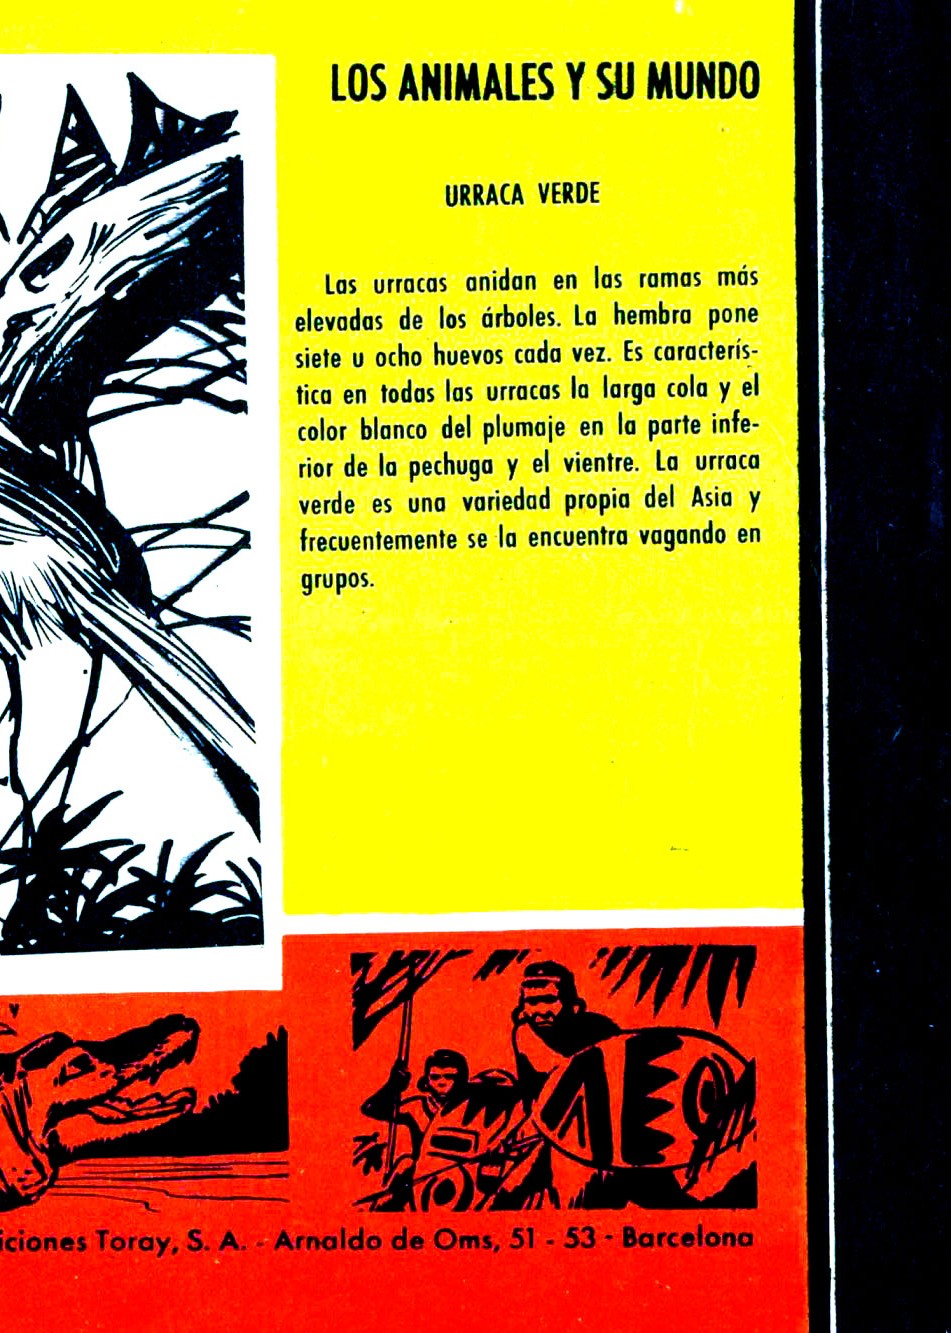 LOS ANIMALES Y SU MUNDO
URRACA VERDE
Las urracas anidan en las ramas más
elevadas de los árboles. La hembra pone
siete u ocho huevos cada vez. Es caracterís-
tica en todas las urracas la larga cola y el
color blanco del plumaje en la parte infe-
rior de la pechuga y el vientre. La urraca
verde es una variedad propia del Asia y
frecuentemente se la encuentra vagando en
grupos.
iciones Toray, S. A. - Arnaldo de Oms, 51 - 53 - Barcelona